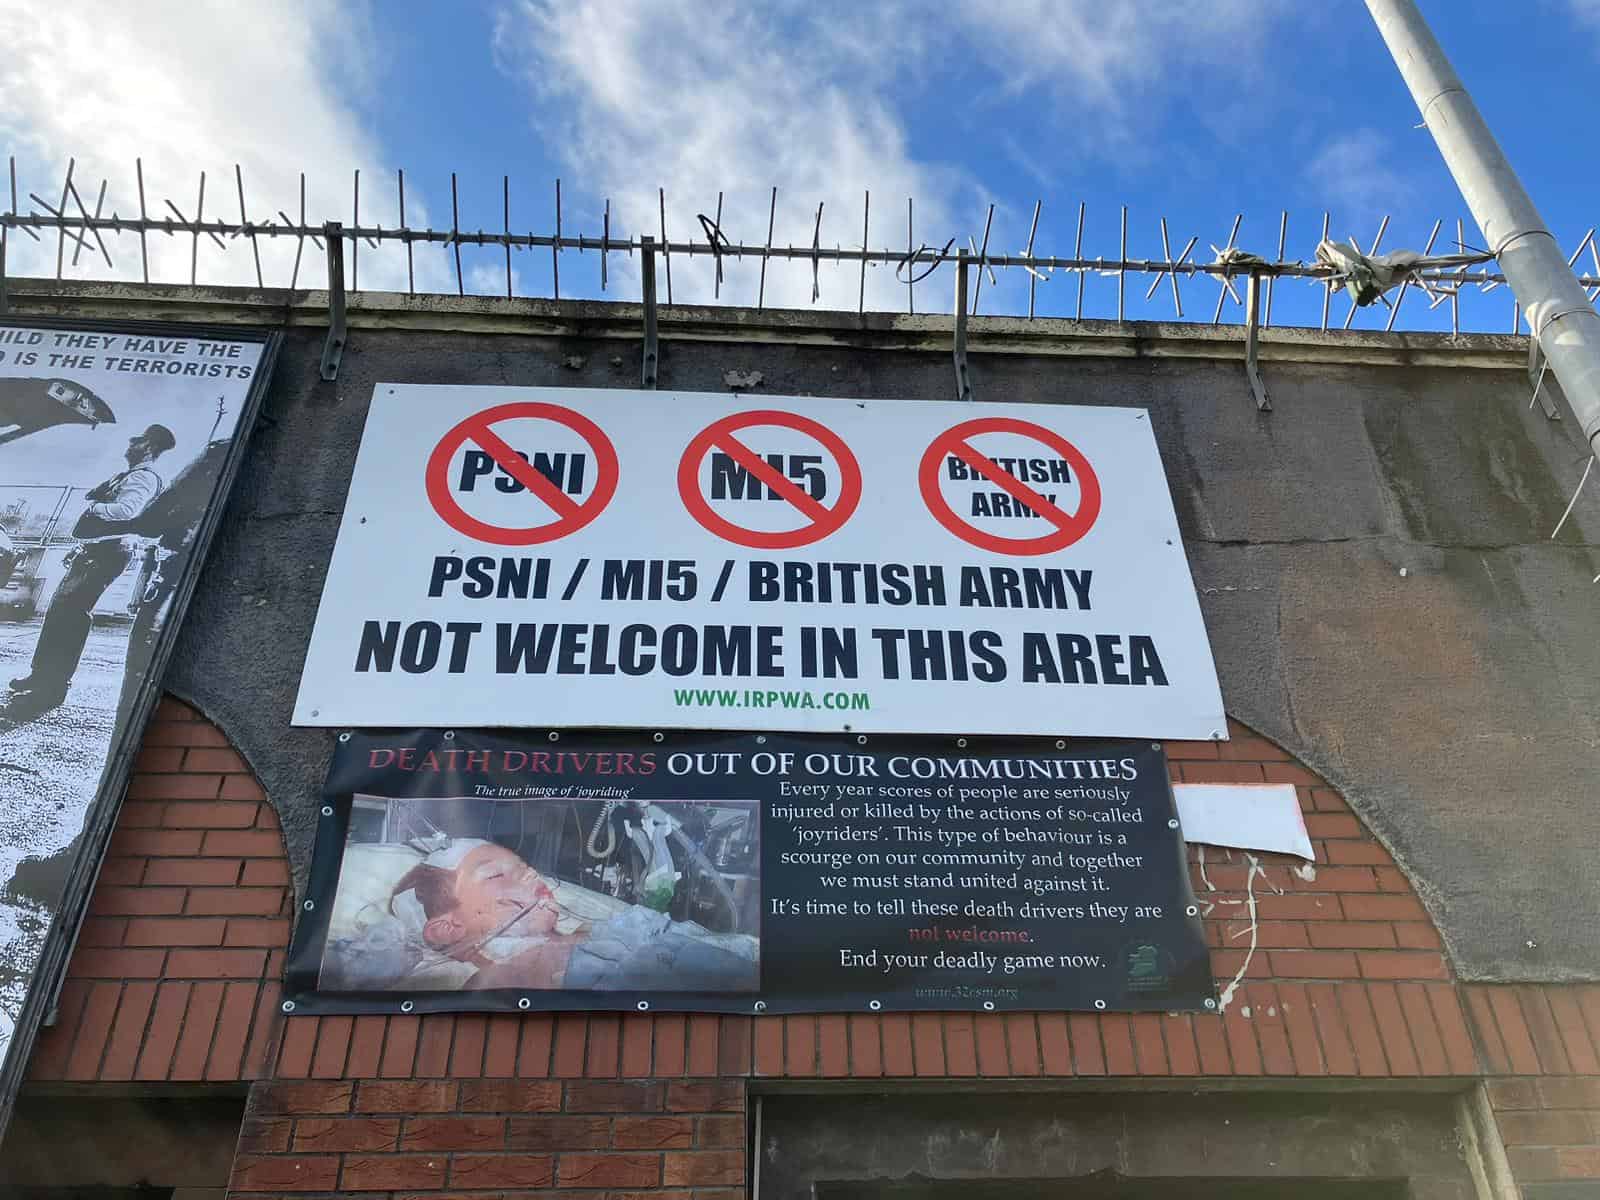 HILD THEY HAVE THE
IS THE TERRORISTS
PSNI
MI5
BRITISH
ARMY
PSNI / MI5 / BRITISH ARMY
NOT WELCOME IN THIS AREA
WWW.IRPWA.COM
DEATH DRIVERS OUT OF OUR COMMUNITIES
The true image of 'joyriding'
Every year scores of people are seriously
injured or killed by the actions of so-called
'joyriders'. This type of behaviour is a
scourge on our community and together
we must stand united against it.
It's time to tell these death drivers they are
not welcome.
End your deadly game now.
www.32csm.org